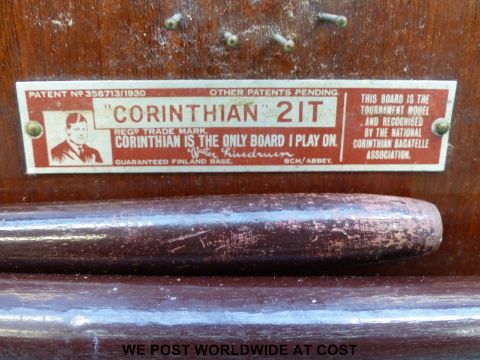 PATENT Nº 358713/1930 OTHER PATENTS PENDING.
"CORINTHIAN" 21T
REGD TRADE MARK.
CORINTHIAN IS THE ONLY BOARD I PLAY ON.
Walter Lindrum
GUARANTEED FINLAND BASE. BCM/ABBEY.
THIS BOARD IS THE
TOURNAMENT MODEL
AND RECOGNISED
BY THE NATIONAL
CORINTHIAN BAGATELLE
ASSOCIATION.
WE POST WORLDWIDE AT COST